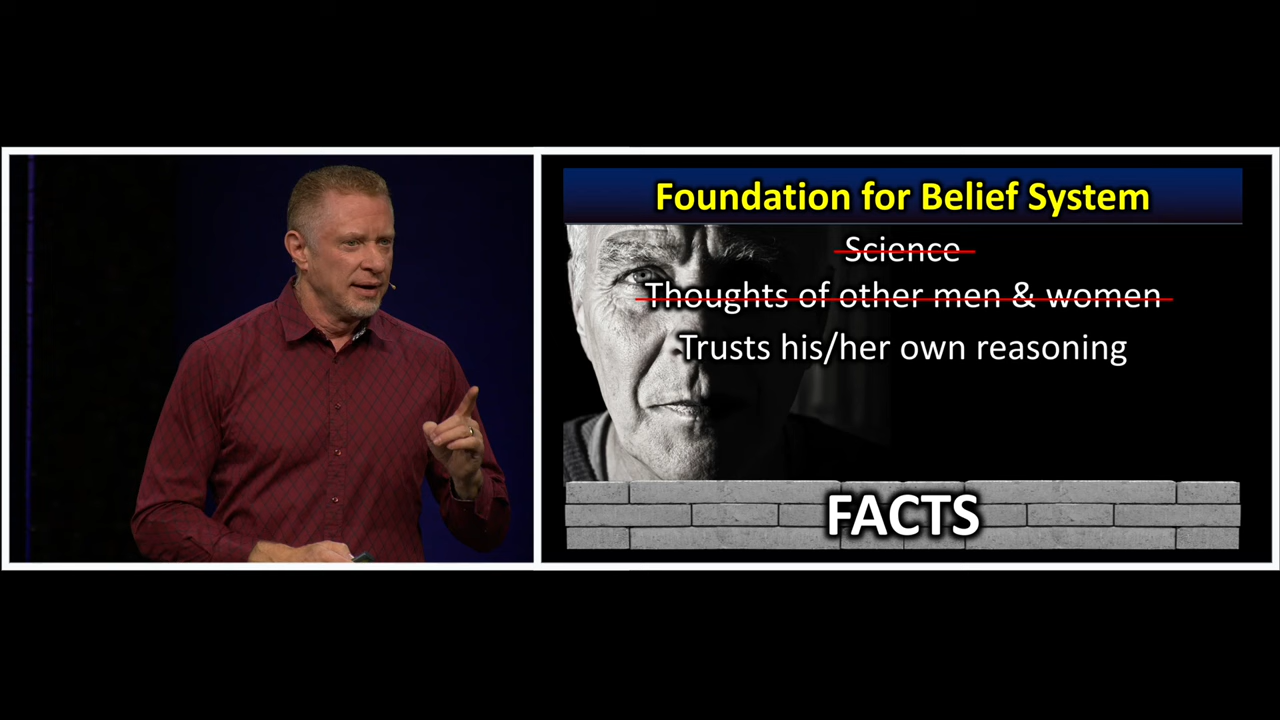 Foundation for Belief System
Science
Thoughts of other men & women
Trusts his/her own reasoning
FACTS